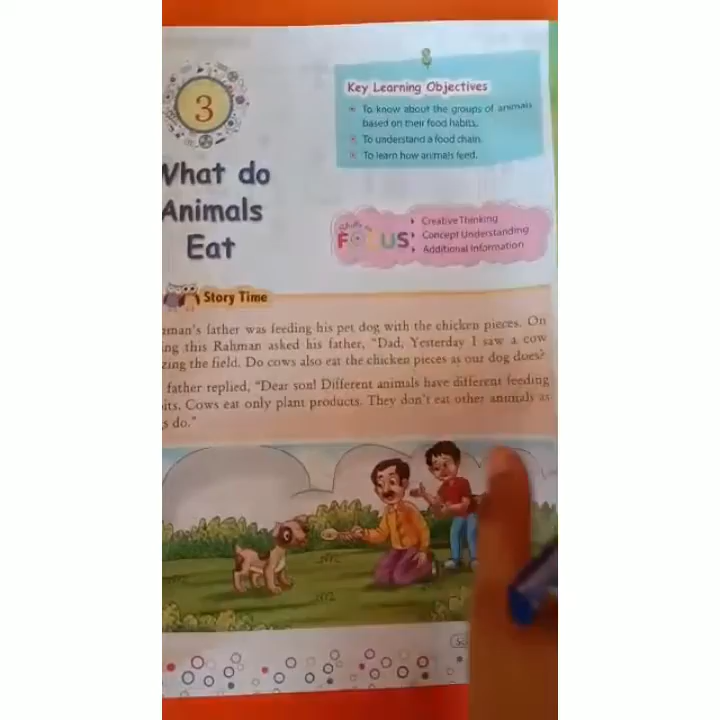 3
What do
Animals
Eat
Key Learning Objectives
To know about the groups of animals
based on their food habits.
To understand a food chain.
To learn how animals feed.
FOCUS
Creative Thinking
Concept Understanding
Additional Information
Story Time
man's father was feeding his pet dog with the chicken pieces. On
ing this Rahman asked his father, "Dad, Yesterday I saw a cow
zing the field. Do cows also eat the chicken pieces as our dog does?
father replied, "Dear son! Different animals have different feeding
its. Cows eat only plant products. They don't eat other animals as
s do."